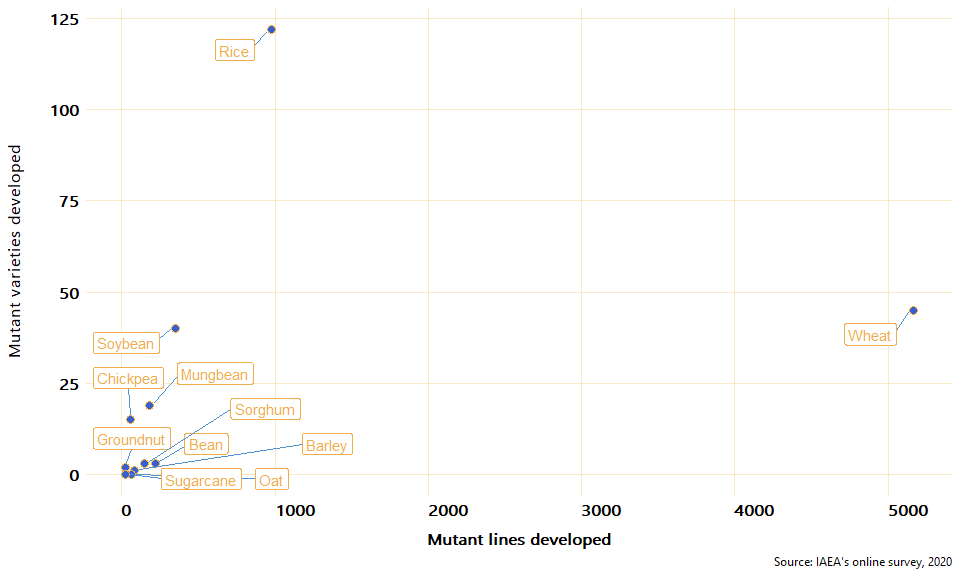 125
Rice
100
Mutant varieties developed
75
50
Wheat
Soybean
Chickpea
Mungbean
25
Sorghum
Groundnut
Bean
Barley
0
Sugarcane
Oat
0 1000 2000 3000 4000 5000
Mutant lines developed
Source: IAEA's online survey, 2020